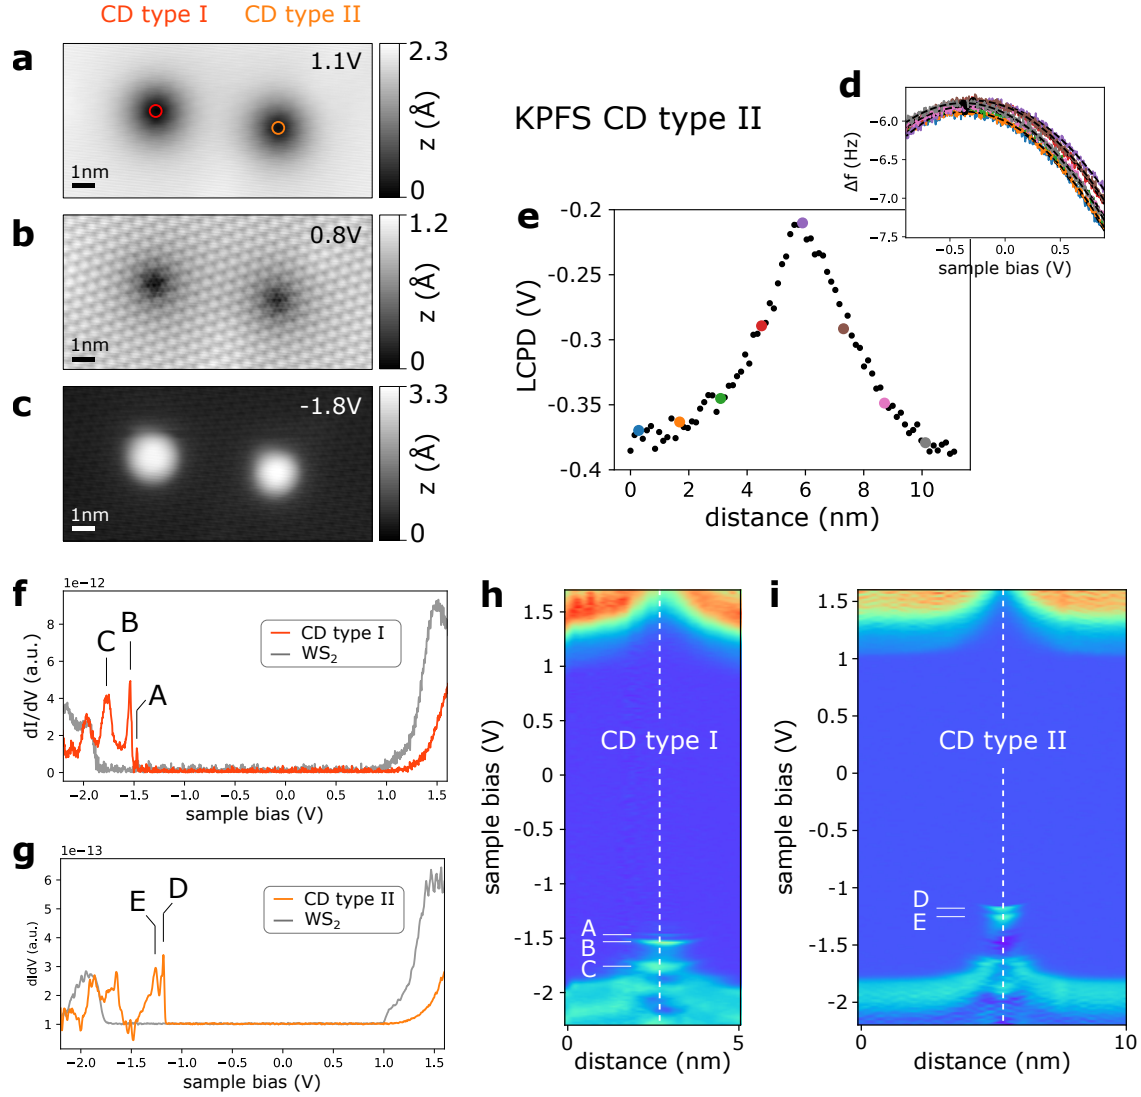 CD type I CD type II
a
1.1V
1nm
2.3
z (Å)
0
b
0.8V
1nm
1.2
z (Å)
0
c
-1.8V
1nm
3.3
z (Å)
0
KPFS CD type II
d
−6.0
−6.5
−7.0
−7.5
Δf (Hz)
−0.5 0.0 0.5
sample bias (V)
e
-0.2
-0.25
-0.3
-0.35
-0.4
LCPD (V)
0 2 4 6 8 10
distance (nm)
f
1e−12
8
6
4
2
0
dI/dV (a.u.)
C B A
CD type I
WS2
−2.0 −1.5 −1.0 −0.5 0.0 0.5 1.0 1.5
sample bias (V)
g
1e−13
7
6
5
4
3
2
1
dIdV (a.u.)
E D
CD type II
WS2
−2.0 −1.5 −1.0 −0.5 0.0 0.5 1.0 1.5
sample bias (V)
h
1.5
1
0.5
0
-0.5
-1
-1.5
-2
sample bias (V)
CD type I
A
B
C
0 5
distance (nm)
i
1.5
1
0.5
0
-0.5
-1
-1.5
-2
sample bias (V)
CD type II
D
E
0 10
distance (nm)